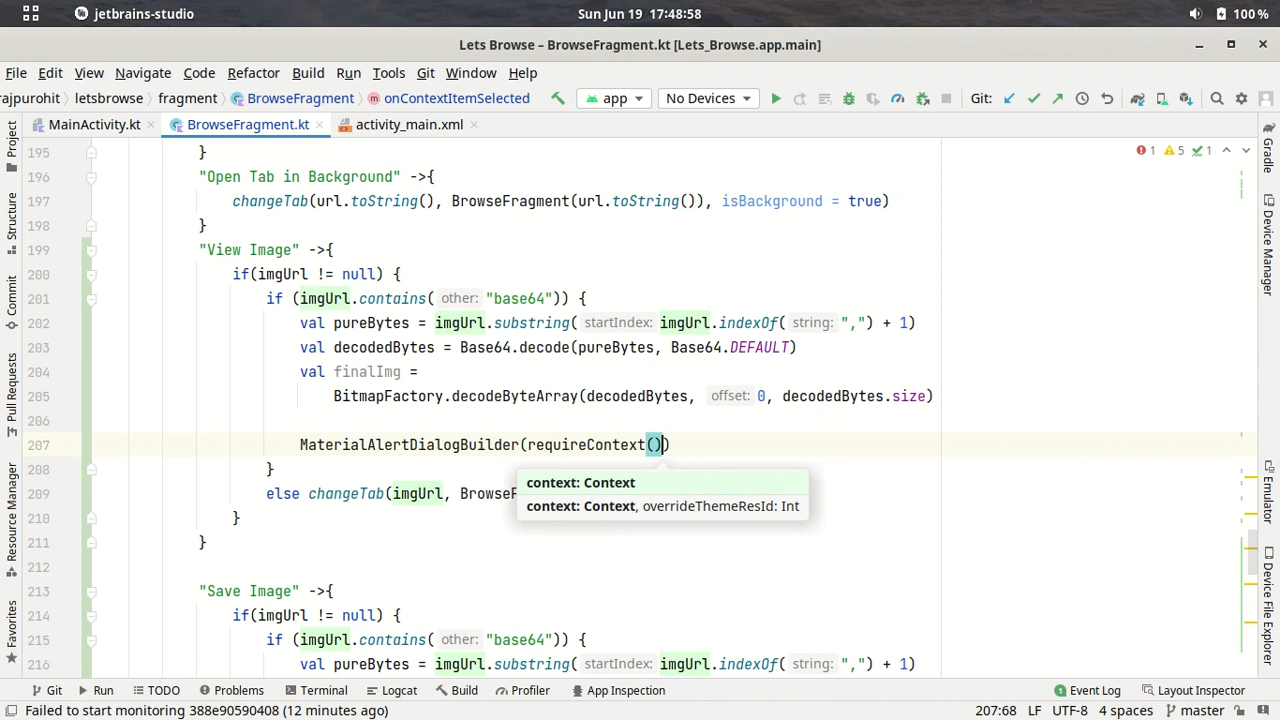 jetbrains-studio Sun Jun 19 17:48:58 100 %
Lets Browse – BrowseFragment.kt [Lets_Browse.app.main]
File Edit View Navigate Code Refactor Build Run Tools Git Window Help
rajpurohit letsbrowse fragment BrowseFragment onContextItemSelected app No Devices Git:
MainActivity.kt BrowseFragment.kt activity_main.xml
195 }
1 5 1
196 "Open Tab in Background" ->{
197 changeTab(url.toString(), BrowseFragment(url.toString()), isBackground = true)
198 }
199 "View Image" ->{
200 if(imgUrl != null) {
201 if (imgUrl.contains( other: "base64")) {
202 val pureBytes = imgUrl.substring( startIndex: imgUrl.indexOf( string: ",") + 1)
203 val decodedBytes = Base64.decode(pureBytes, Base64.DEFAULT)
204 val finalImg =
205 BitmapFactory.decodeByteArray(decodedBytes, offset: 0, decodedBytes.size)
206
207 MaterialAlertDialogBuilder(requireContext())
208 }
context: Context
209 else changeTab(imgUrl,
context: Context, overrideThemeResId: Int
210 }
211 }
212
213 "Save Image" ->{
214 if(imgUrl != null) {
215 if (imgUrl.contains( other: "base64")) {
216 val pureBytes = imgUrl.substring( startIndex: imgUrl.indexOf( string: ",") + 1)
Project
Structure
Commit
Pull Requests
Resource Manager
Favorites
Gradle
Device Manager
Emulator
Device File Explorer
Git Run TODO Problems Terminal Logcat Build Profiler App Inspection 1 Event Log Layout Inspector
Failed to start monitoring 388e90590408 (12 minutes ago) 207:68 LF UTF-8 4 spaces master